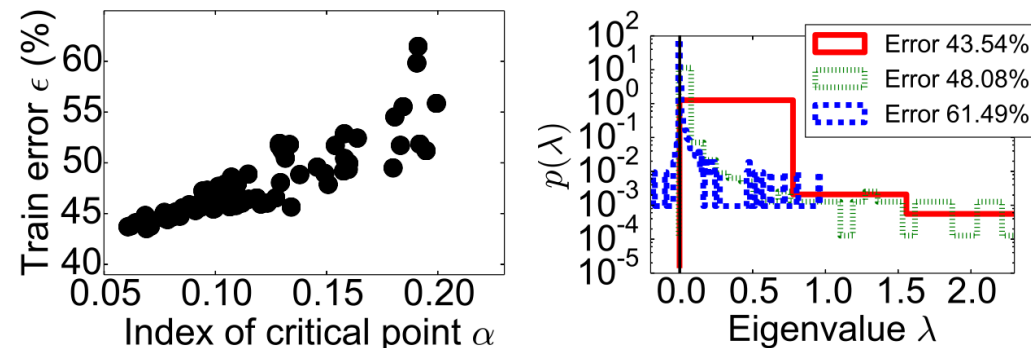 Train error ϵ (%)
60
55
50
45
40
0.05 0.10 0.15 0.20
Index of critical point α
p(λ)
10^2
10^1
10^0
10^-1
10^-2
10^-3
10^-4
10^-5
Error 43.54%
Error 48.08%
Error 61.49%
0.0 0.5 1.0 1.5 2.0
Eigenvalue λ